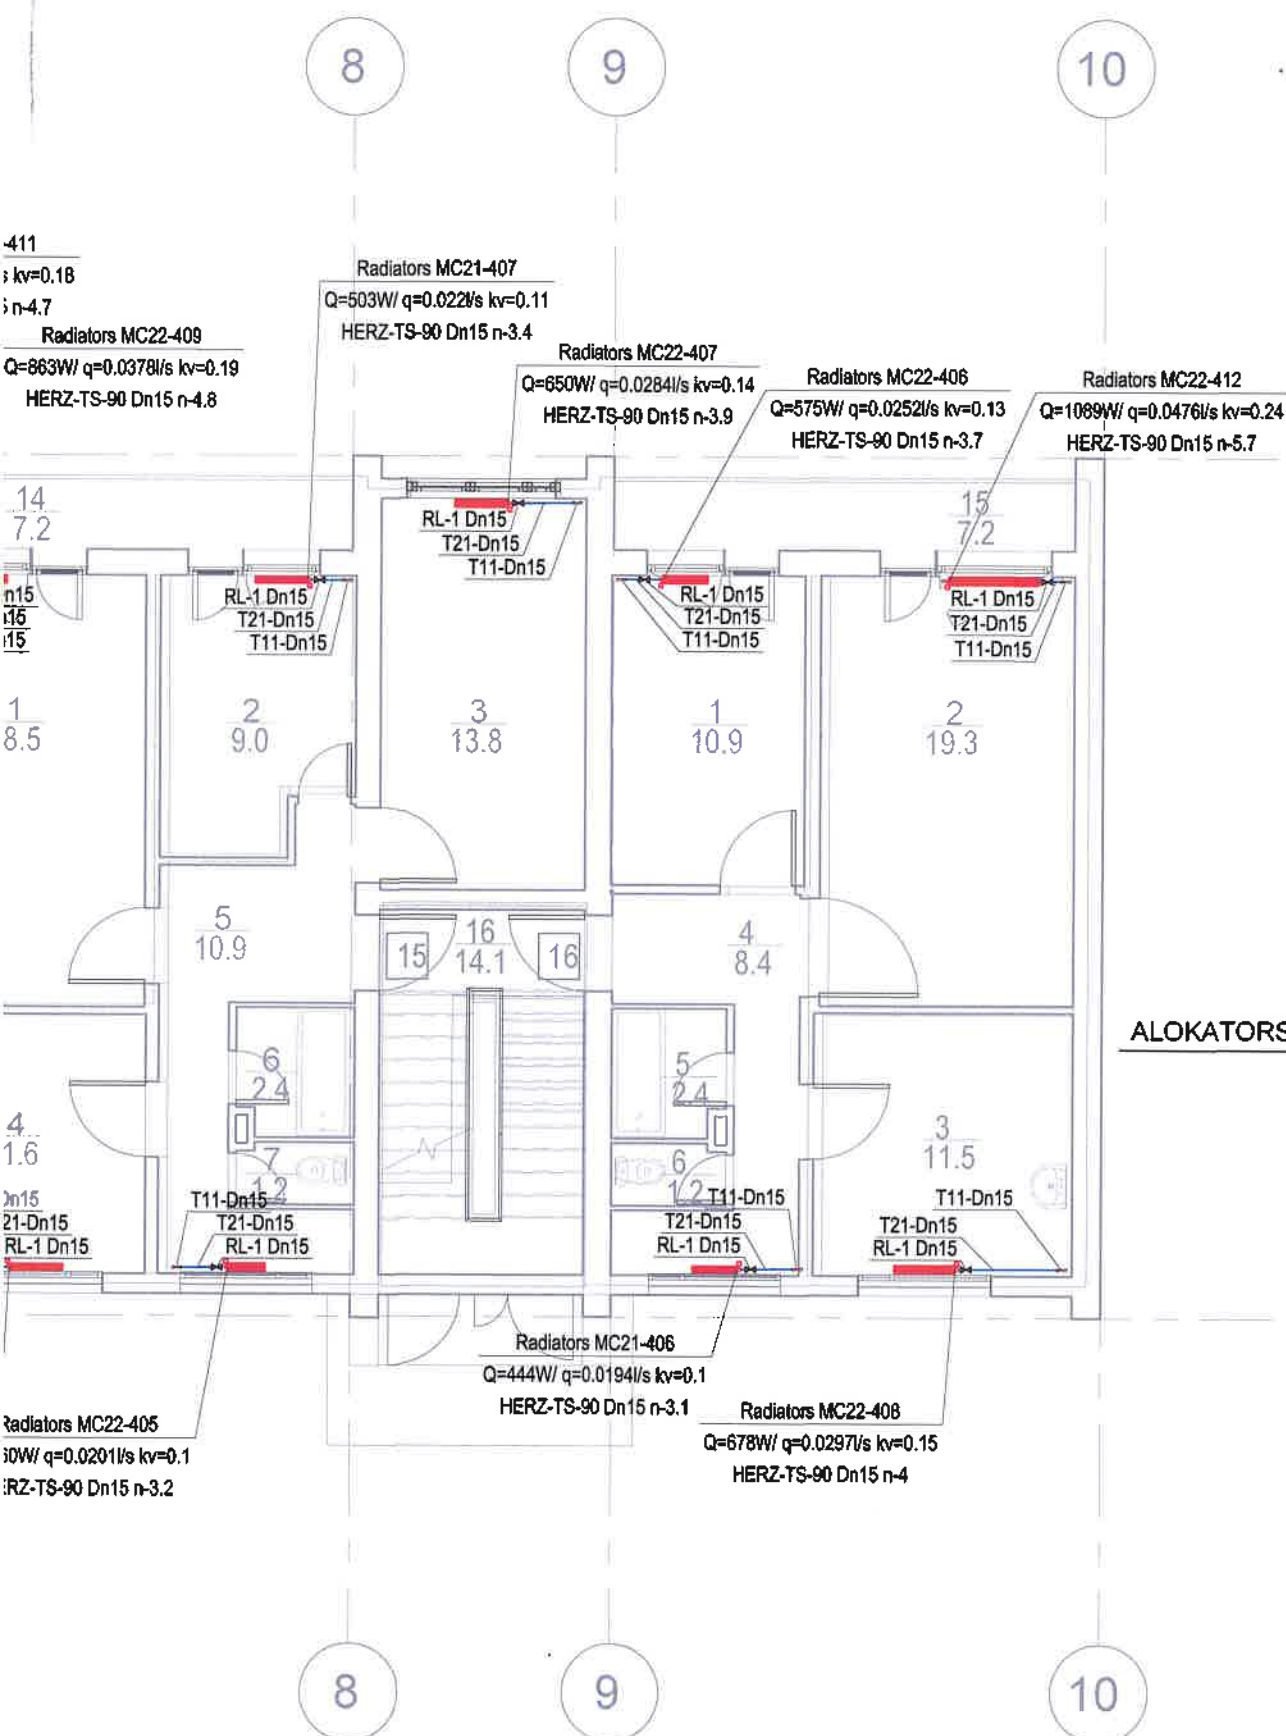 8
9
10
-411
kv=0.18
n-4.7
Radiators MC22-409
Q=863W/ q=0.0378l/s kv=0.19
HERZ-TS-90 Dn15 n-4.8
Radiators MC21-407
Q=503W/ q=0.022l/s kv=0.11
HERZ-TS-90 Dn15 n-3.4
Radiators MC22-407
Q=650W/ q=0.0284l/s kv=0.14
HERZ-TS-90 Dn15 n-3.9
Radiators MC22-406
Q=575W/ q=0.0252l/s kv=0.13
HERZ-TS-90 Dn15 n-3.7
Radiators MC22-412
Q=1089W/ q=0.0476l/s kv=0.24
HERZ-TS-90 Dn15 n-5.7
14
7.2
15
7.2
RL-1 Dn15
T21-Dn15
T11-Dn15
n15
15
15
RL-1 Dn15
T21-Dn15
T11-Dn15
RL-1 Dn15
T21-Dn15
T11-Dn15
RL-1 Dn15
T21-Dn15
T11-Dn15
1
8.5
2
9.0
3
13.8
1
10.9
2
19.3
5
10.9
15
16
14.1
16
4
8.4
ALOKATORS
6
2.4
5
2.4
4
1.6
7
1.2
6
1.2
3
11.5
n15
21-Dn15
RL-1 Dn15
T11-Dn15
T21-Dn15
RL-1 Dn15
T11-Dn15
T21-Dn15
RL-1 Dn15
T11-Dn15
T21-Dn15
RL-1 Dn15
Radiators MC21-406
Q=444W/ q=0.0194l/s kv=0.1
HERZ-TS-90 Dn15 n-3.1
Radiators MC22-408
Q=678W/ q=0.0297l/s kv=0.15
HERZ-TS-90 Dn15 n-4
Radiators MC22-405
0W/ q=0.0201l/s kv=0.1
ERZ-TS-90 Dn15 n-3.2
8
9
10